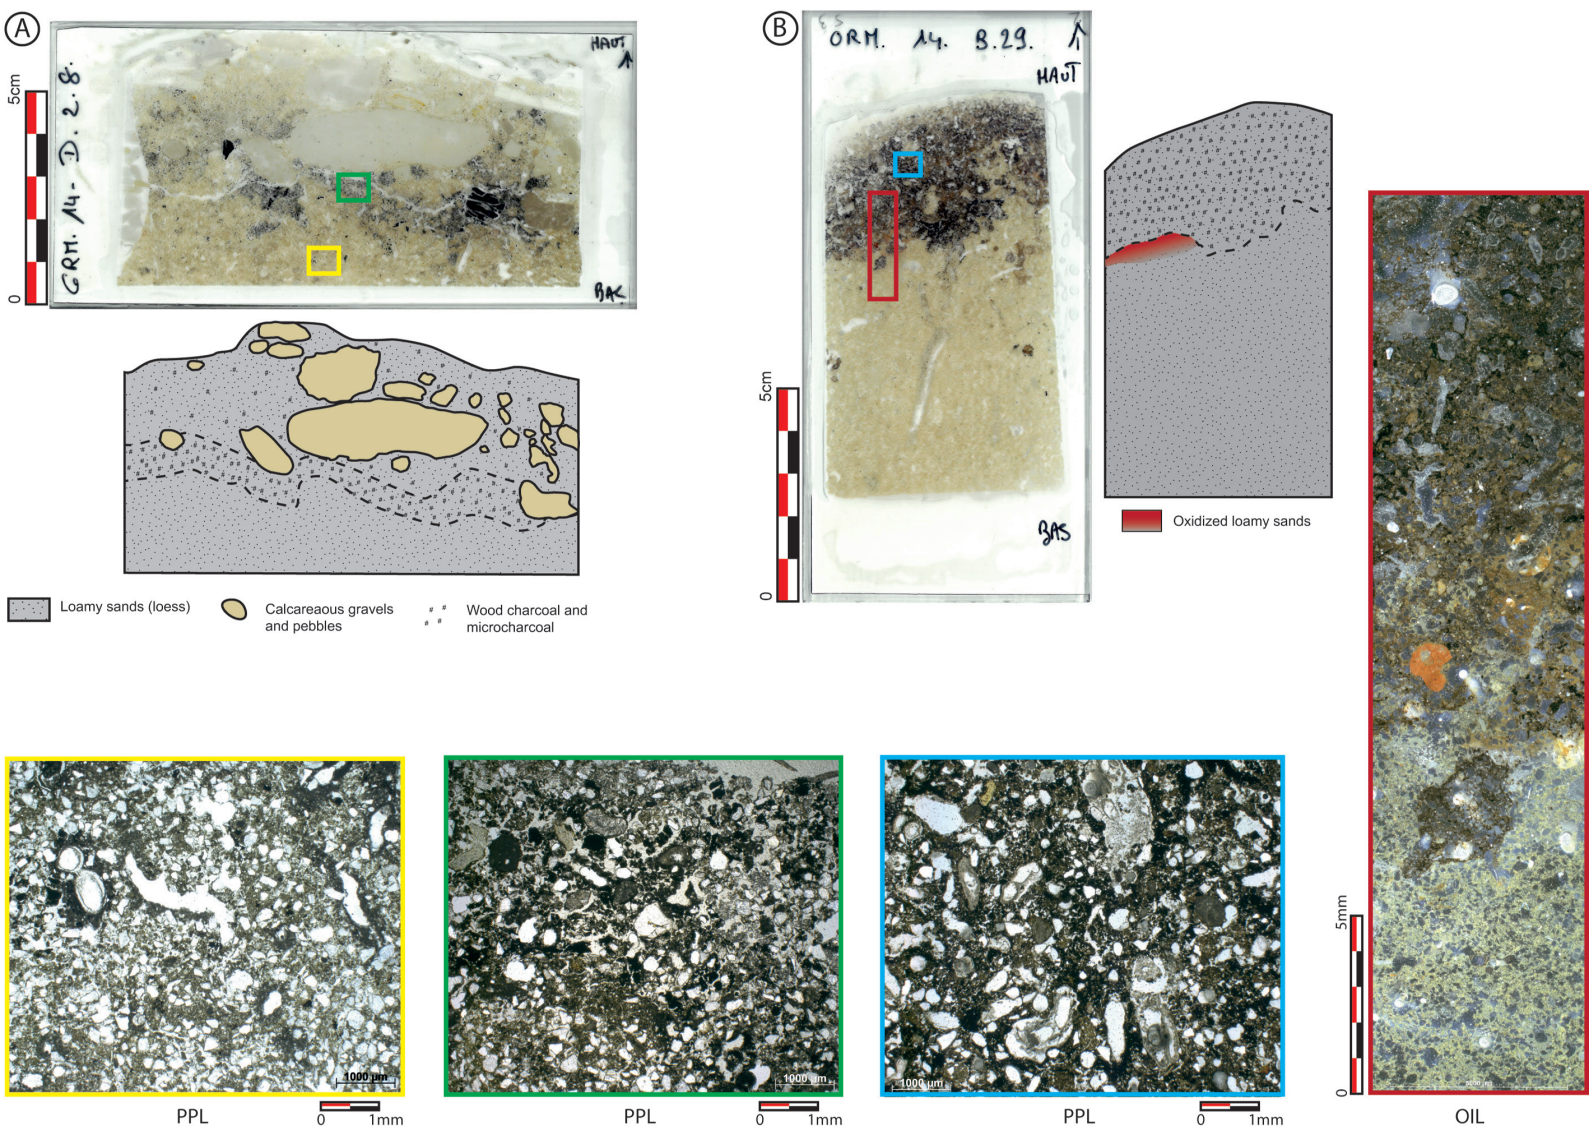 A
HAUT
5cm
0
ORM. 14- D. 2. 8.
BAS
Loamy sands (loess)
Calcareaous gravels
and pebbles
Wood charcoal and
microcharcoal
B
ORM. 14. B.29.
HAUT
5cm
0
BAS
Oxidized loamy sands
1000 µm
PPL
0 1mm
1000 µm
PPL
0 1mm
1000 µm
PPL
0 1mm
5mm
0
OIL